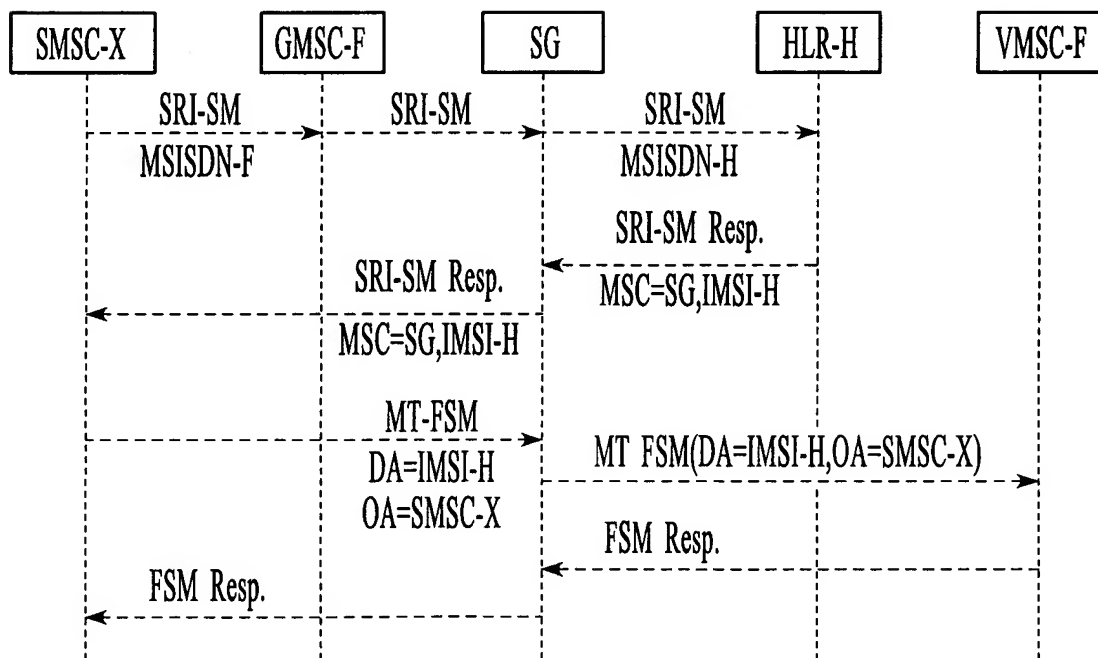 SMSC-X GMSC-F SG HLR-H VMSC-F
SRI-SM SRI-SM SRI-SM
MSISDN-F MSISDN-H
SRI-SM Resp.
MSC=SG,IMSI-H
SRI-SM Resp.
MSC=SG,IMSI-H
MT-FSM
DA=IMSI-H
OA=SMSC-X
MT FSM(DA=IMSI-H,OA=SMSC-X)
FSM Resp.
FSM Resp.